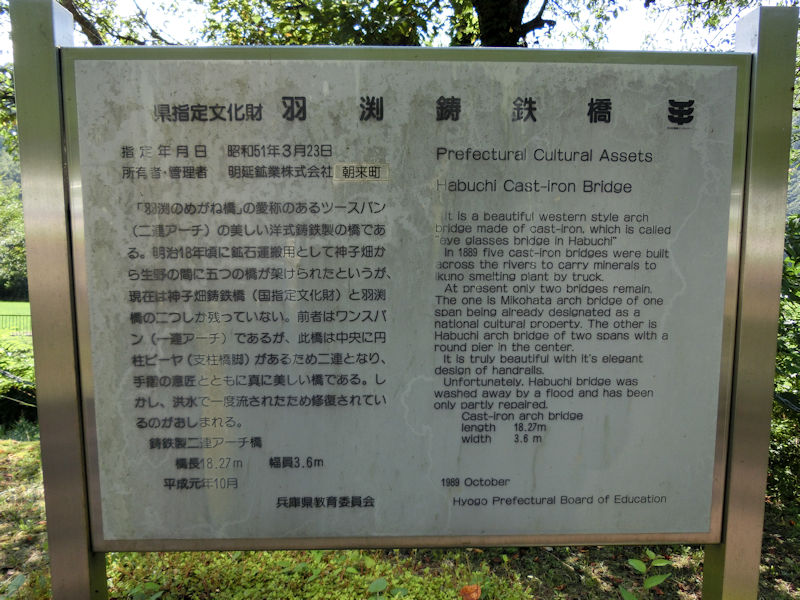 県指定文化財 羽渕鋳鉄橋
指定年月日 昭和51年3月23日
所有者・管理者 明延鉱業株式会社 朝来町
「羽渕のめがね橋」の愛称のあるツースパン
(二連アーチ)の美しい洋式鋳鉄製の橋であ
る。明治18年頃に鉱石運搬用として神子畑か
ら生野の間に五つの橋が架けられたというが、
現在は神子畑鋳鉄橋(国指定文化財)と羽渕
橋の二つしか残っていない。前者はワンスパ
ン(一連アーチ)であるが、此橋は中央に円
柱ピーヤ(支柱橋脚)があるため二連となり、
手摺の意匠とともに真に美しい橋である。し
かし、洪水で一度流されたため修復されてい
るのがおしまれる。
鋳鉄製二連アーチ橋
橋長18.27m 幅員3.6m
平成元年10月
兵庫県教育委員会
Prefectural Cultural Assets
Habuchi Cast-iron Bridge
It is a beautiful western style arch
bridge made of cast-iron, which is called
"eye glasses bridge in Habuchi"
In 1889 five cast-iron bridges were built
across the rivers to carry minerals to
Ikuno smelting plant by truck.
At present only two bridges remain.
The one is Mikohata arch bridge of one
span being already designated as a
national cultural property. The other is
Habuchi arch bridge of two spans with a
round pier in the center.
It is truly beautiful with it's elegant
design of handrails.
Unfortunately, Habuchi bridge was
washed away by a flood and has been
only partly repaired.
Cast-iron arch bridge
length 18.27m
width 3.6 m
1989 October
Hyogo Prefectural Board of Education